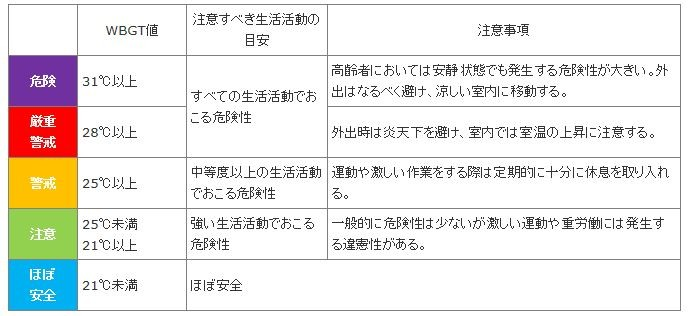 WBGT値
注意すべき生活活動の
目安
注意事項
危険
31℃以上
すべての生活活動でお
こる危険性
高齢者においては安静状態でも発生する危険性が大きい。外
出はなるべく避け、涼しい室内に移動する。
厳重
警戒
28℃以上
外出時は炎天下を避け、室内では室温の上昇に注意する。
警戒
25℃以上
中等度以上の生活活動
でおこる危険性
運動や激しい作業をする際は定期的に十分に休息を取り入れ
る。
注意
25℃未満
21℃以上
強い生活活動でおこる
危険性
一般的に危険性は少ないが激しい運動や重労働には発生す
る違害性がある。
ほぼ
安全
21℃未満
ほぼ安全